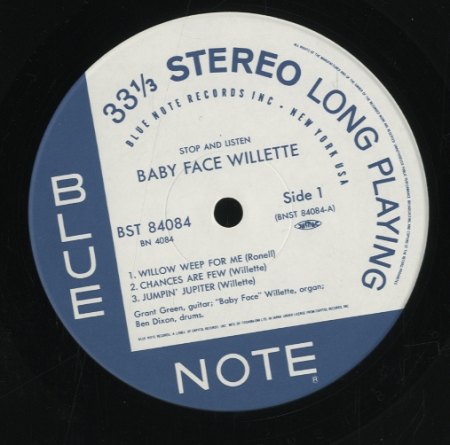 33⅓ STEREO LONG PLAYING
BLUE NOTE RECORDS INC · NEW YORK USA
STOP AND LISTEN
BABY FACE WILLETTE
BST 84084
BN 4084
Side 1
(BNST 84084-A)
1. WILLOW WEEP FOR ME (Ronell)
2. CHANCES ARE FEW (Willette)
3. JUMPIN' JUPITER (Willette)
Grant Green, guitar; "Baby Face" Willette, organ;
Ben Dixon, drums.
BLUE
NOTE
®